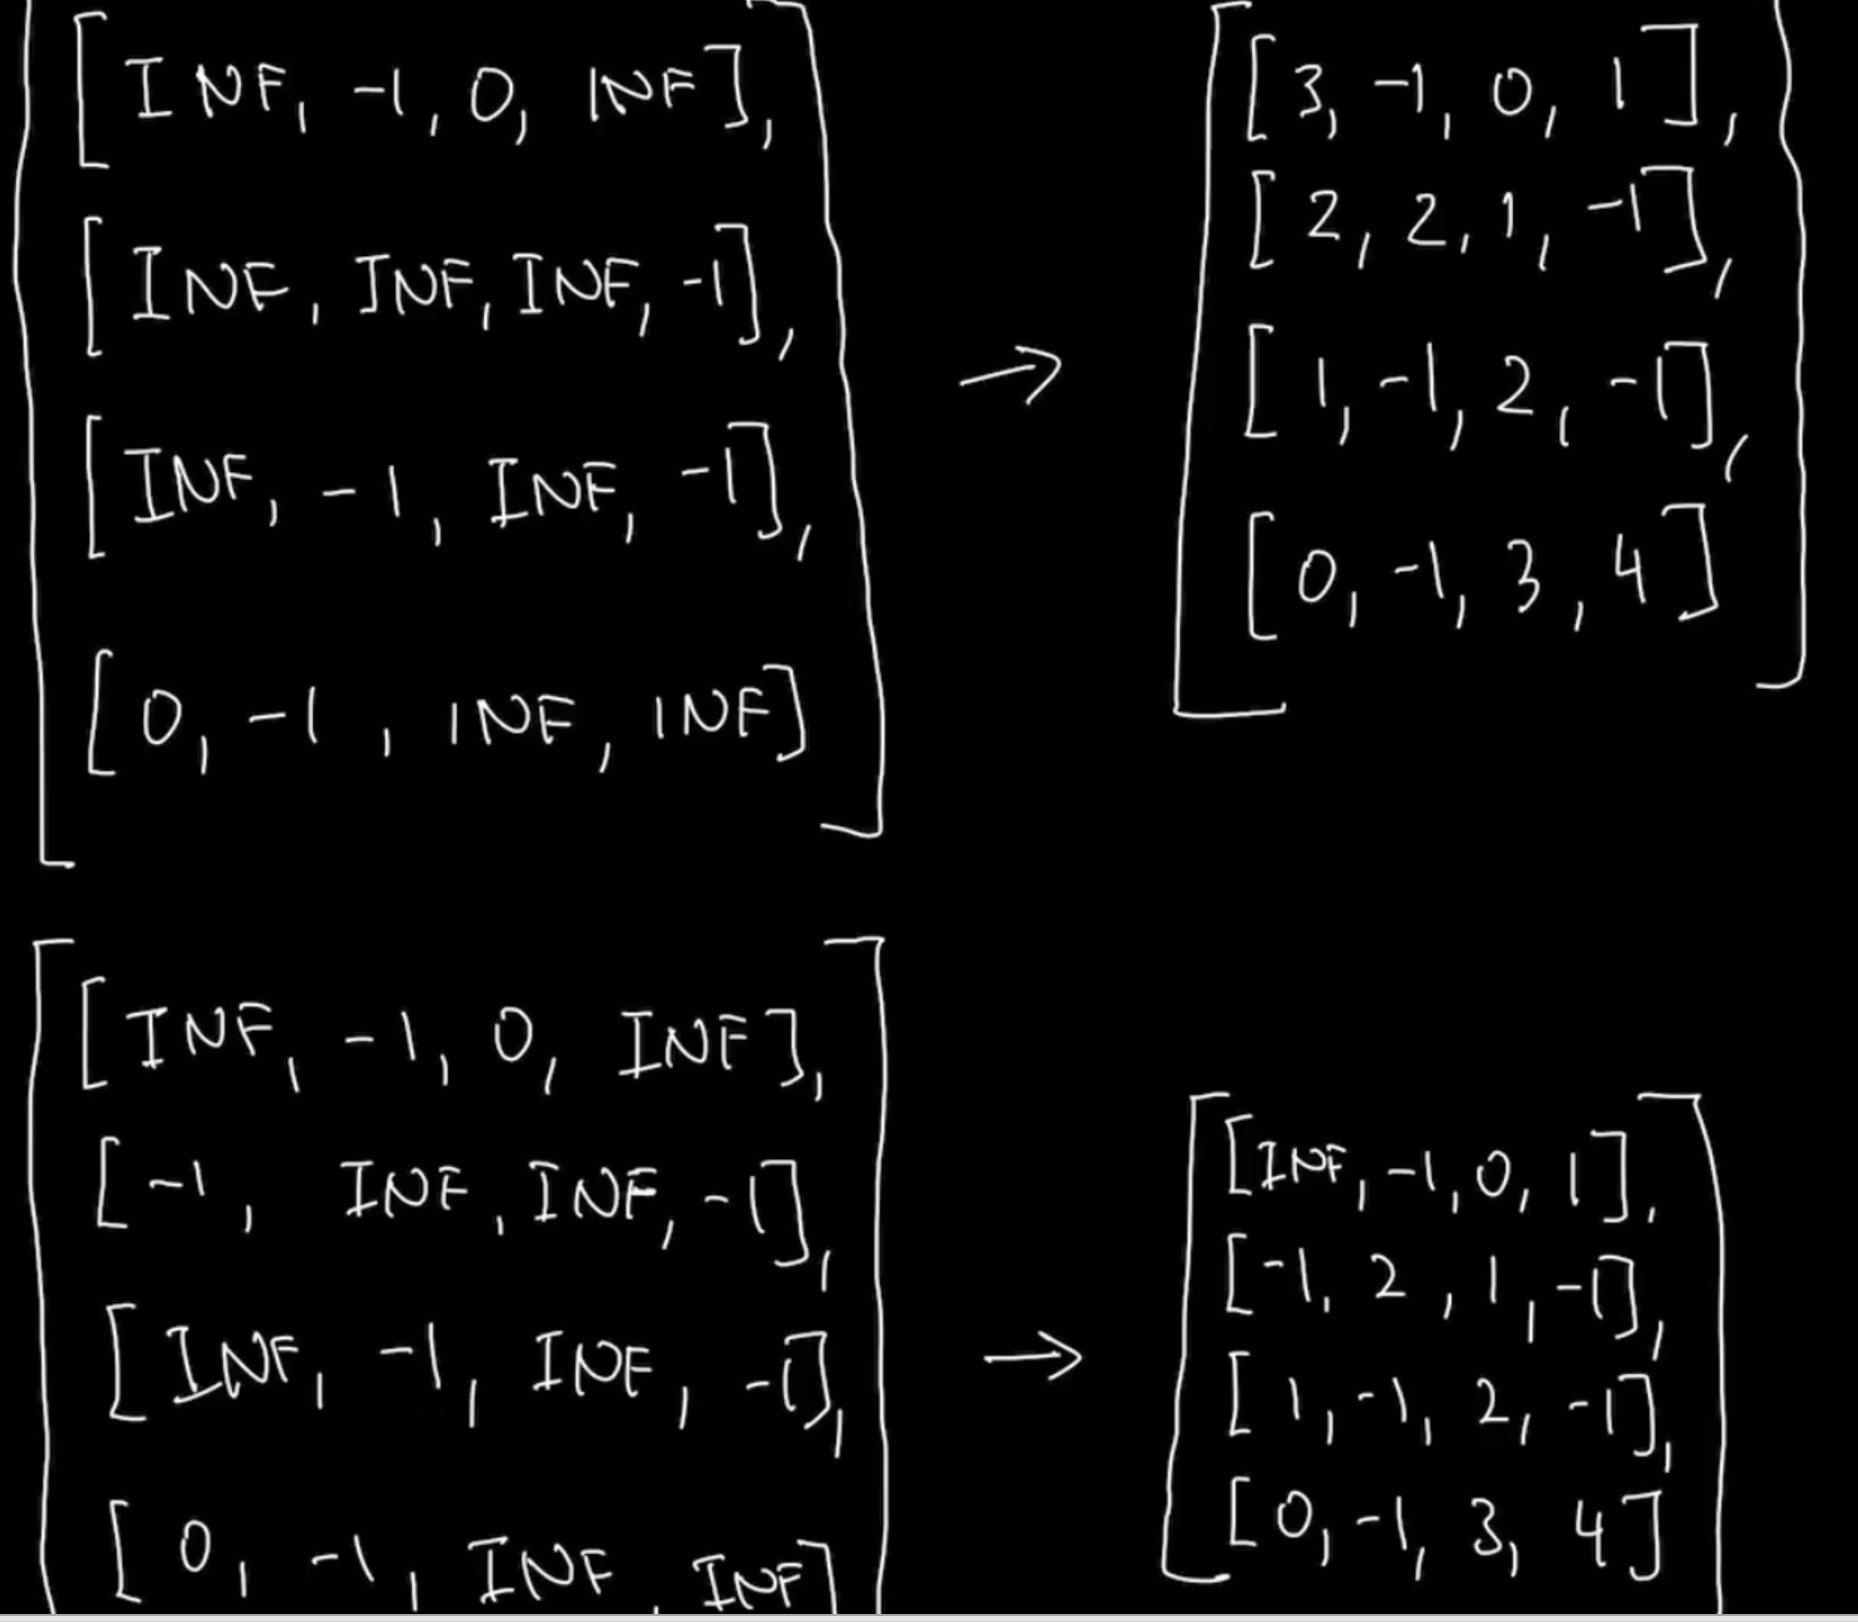 [[INF, -1, 0, INF],
[INF, INF, INF, -1],
[INF, -1, INF, -1],
[0, -1, INF, INF]]
→
[[3, -1, 0, 1],
[2, 2, 1, -1],
[1, -1, 2, -1],
[0, -1, 3, 4]]
[[INF, -1, 0, INF],
[-1, INF, INF, -1],
[INF, -1, INF, -1],
[0, -1, INF, INF]
→
[[INF, -1, 0, 1],
[-1, 2, 1, -1],
[1, -1, 2, -1],
[0, -1, 3, 4]